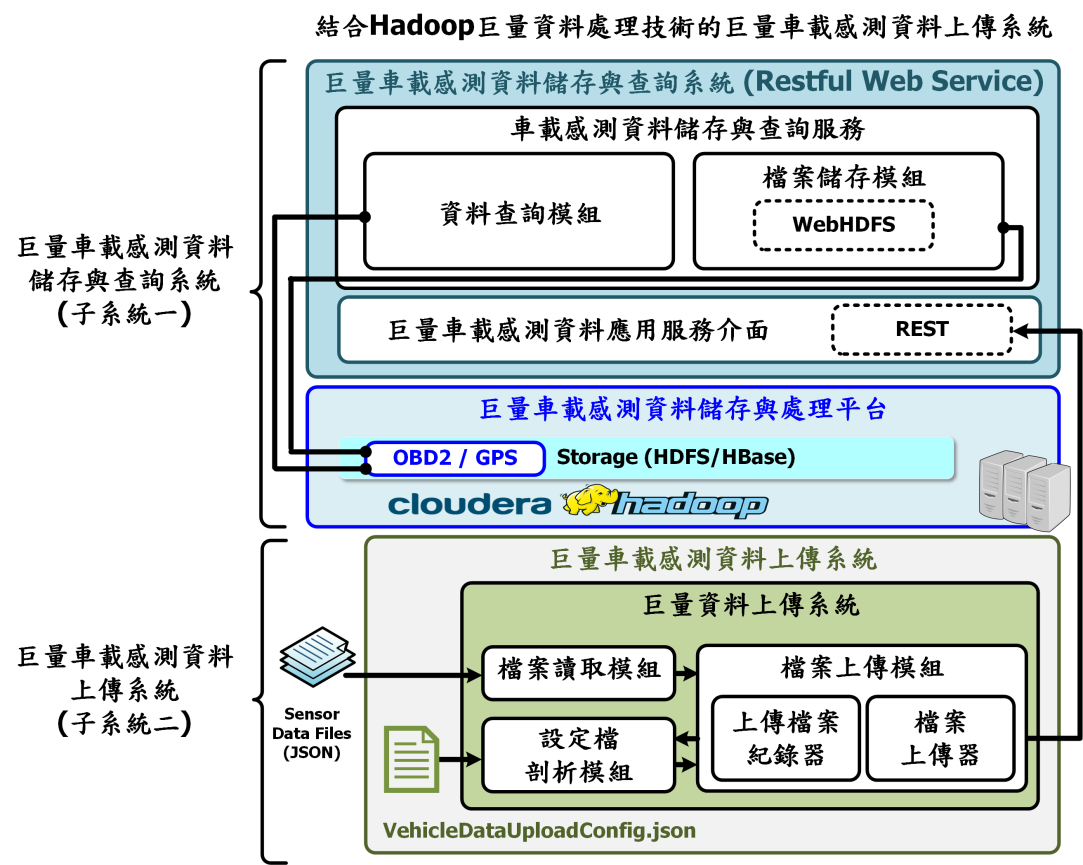 結合Hadoop巨量資料處理技術的巨量車載感測資料上傳系統
巨量車載感測資料儲存與查詢系統 (Restful Web Service)
車載感測資料儲存與查詢服務
資料查詢模組
檔案儲存模組
WebHDFS
巨量車載感測資料
儲存與查詢系統
(子系統一)
巨量車載感測資料應用服務介面
REST
巨量車載感測資料儲存與處理平台
OBD2 / GPS
Storage (HDFS/HBase)
cloudera
hadoop
巨量車載感測資料上傳系統
巨量資料上傳系統
巨量車載感測資料
上傳系統
(子系統二)
Sensor
Data Files
(JSON)
檔案讀取模組
設定檔
剖析模組
檔案上傳模組
上傳檔案
紀錄器
檔案
上傳器
VehicleDataUploadConfig.json